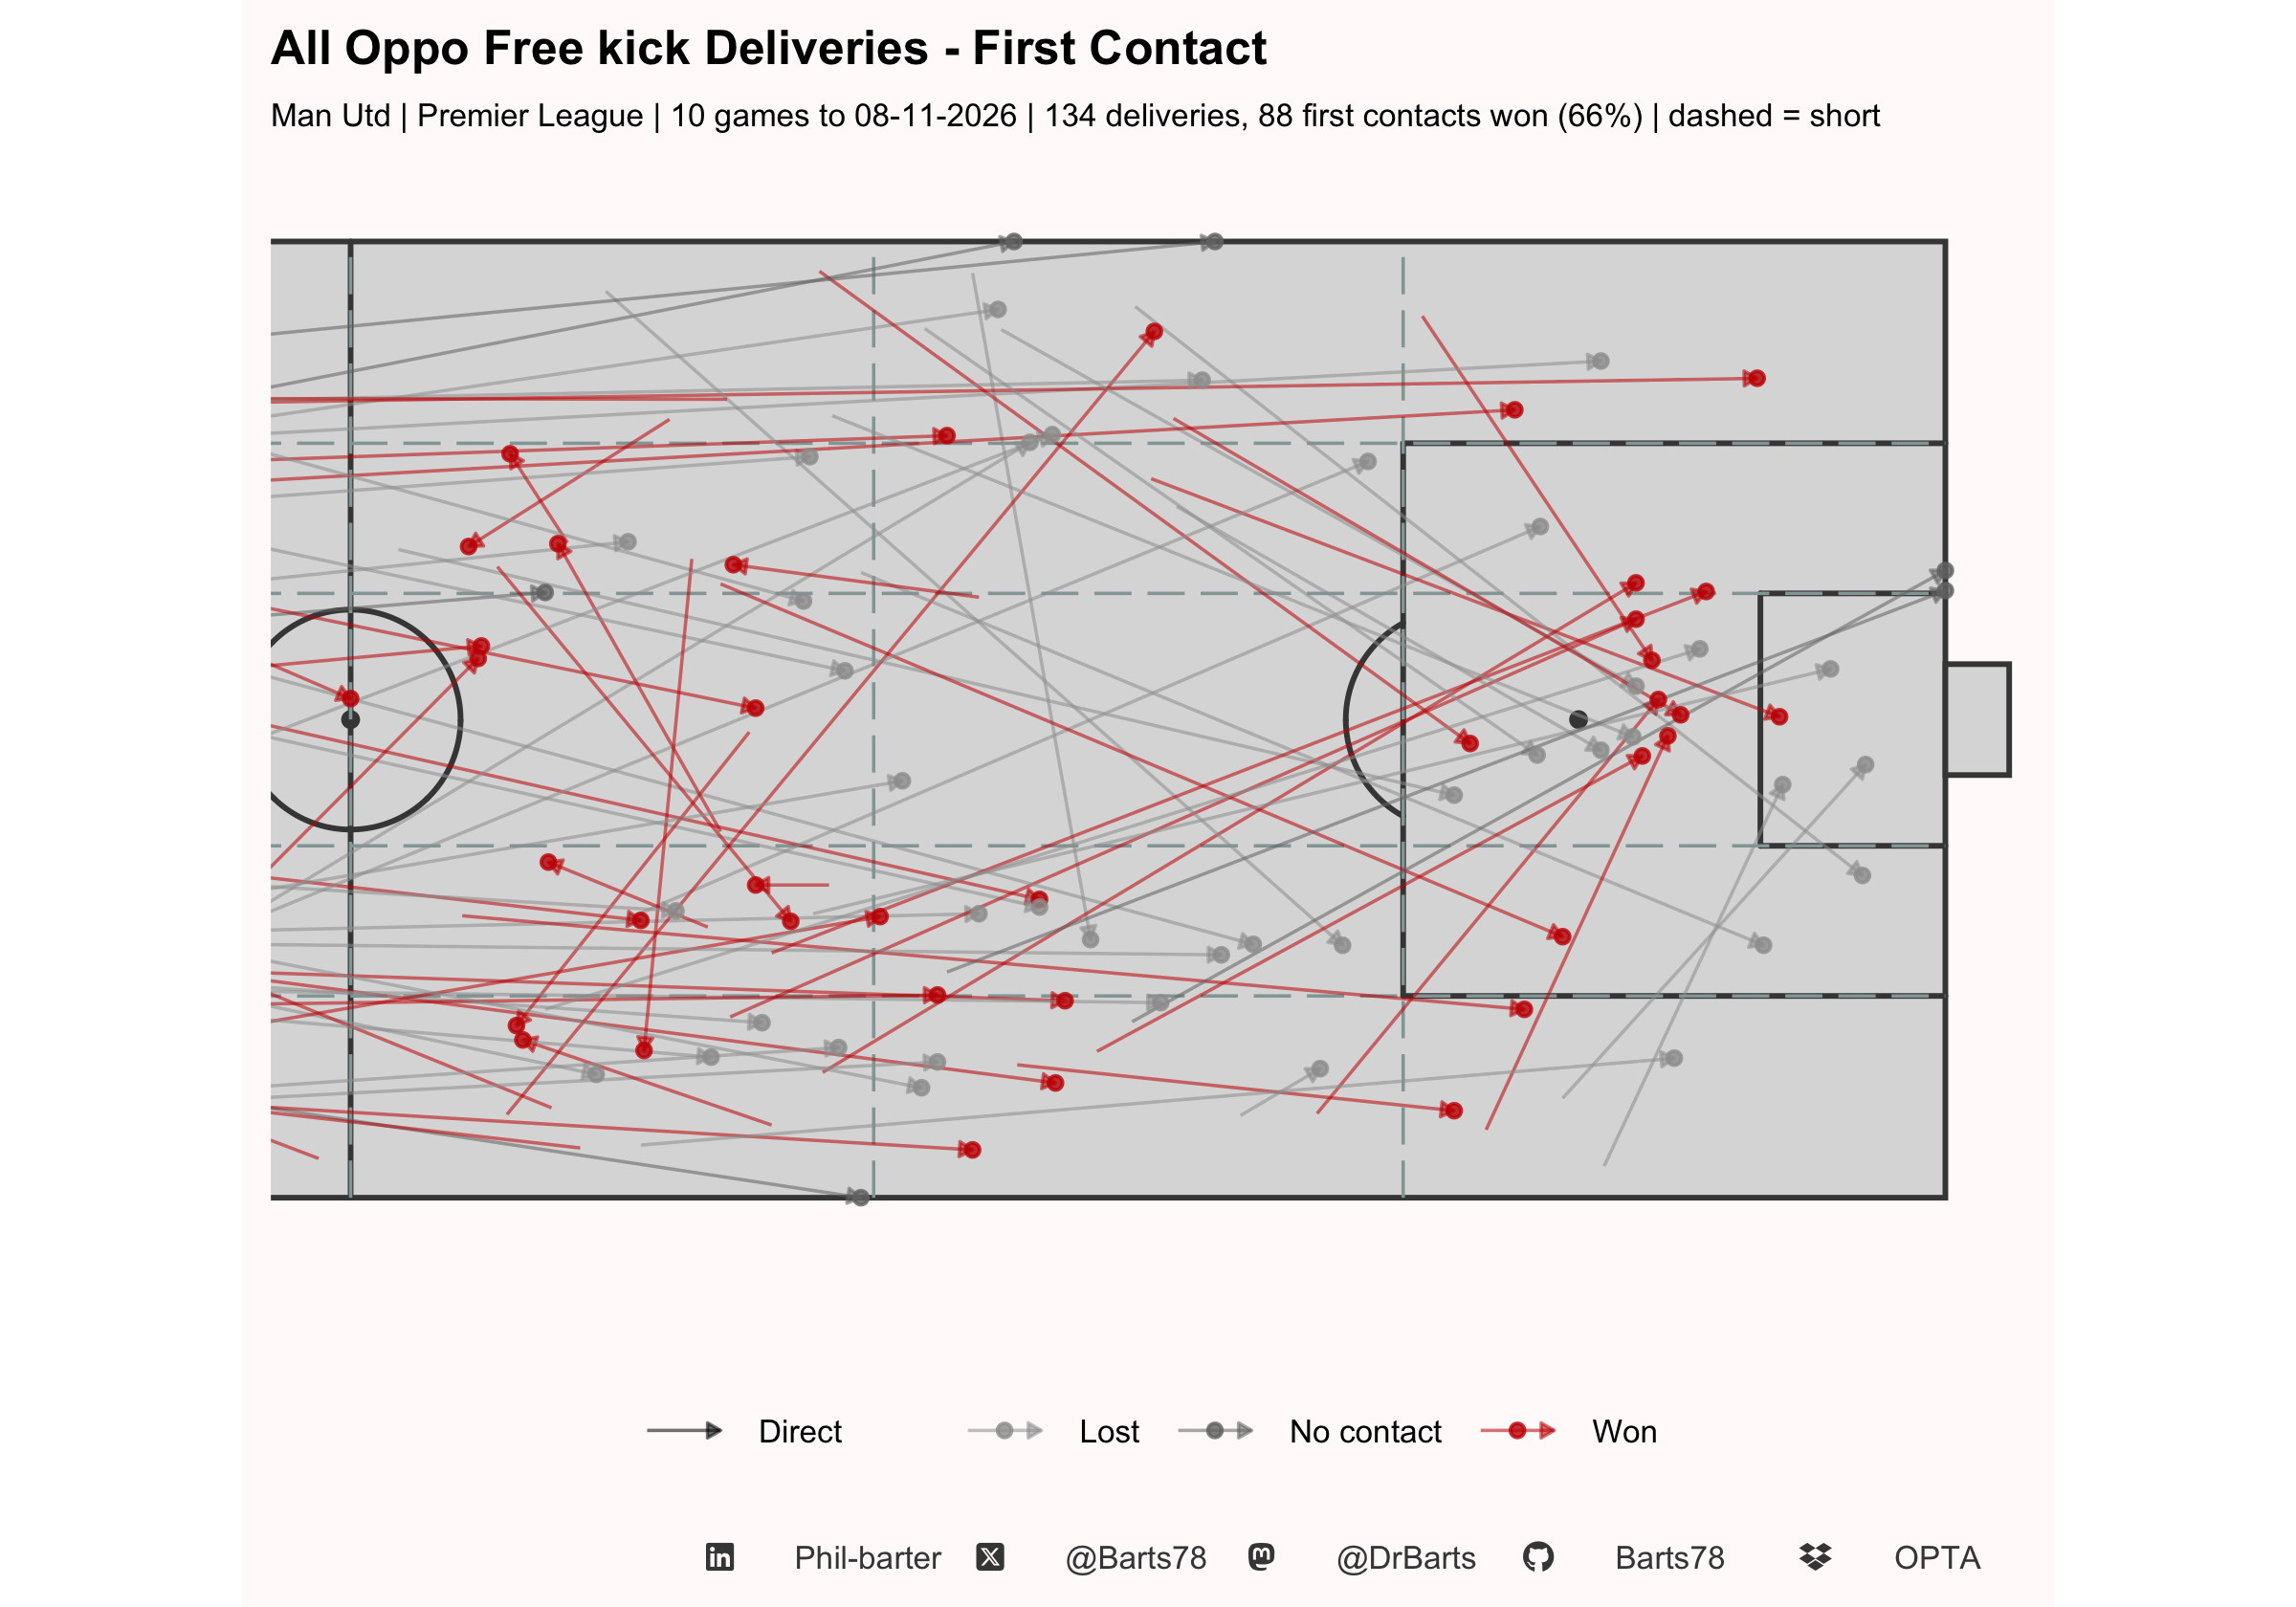 All Oppo Free kick Deliveries - First Contact
Man Utd | Premier League | 10 games to 08-11-2026 | 134 deliveries, 88 first contacts won (66%) | dashed = short
Direct Lost No contact Won
Phil-barter @Barts78 @DrBarts Barts78 OPTA